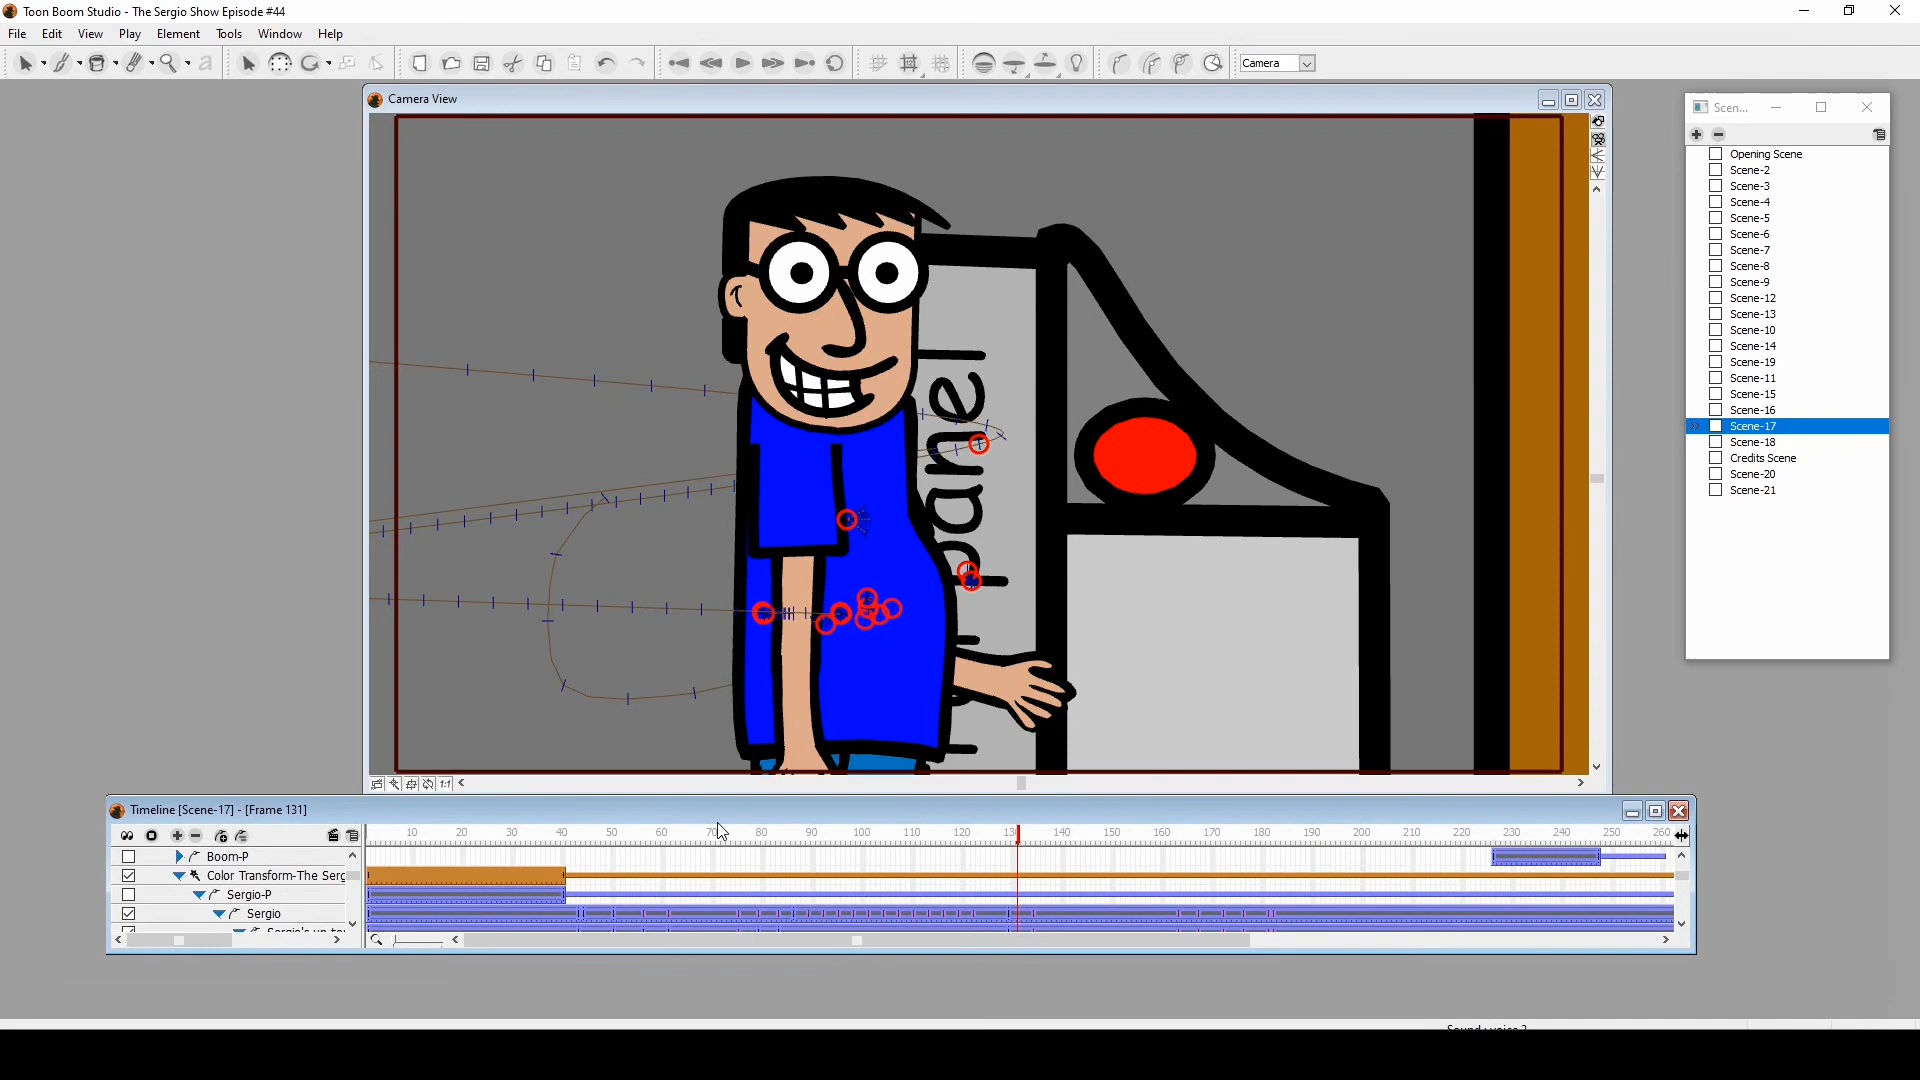 Toon Boom Studio - The Sergio Show Episode #44
File Edit View Play Element Tools Window Help
Camera
Camera View
Scen...
Opening Scene
Scene-2
Scene-3
Scene-4
Scene-5
Scene-6
Scene-7
Scene-8
Scene-9
Scene-12
Scene-13
Scene-10
Scene-14
Scene-19
Scene-11
Scene-15
Scene-16
Scene-17
Scene-18
Credits Scene
Scene-20
Scene-21
panel
1:1
Timeline [Scene-17] - [Frame 131]
10 20 30 40 50 60 70 80 90 100 110 120 130 140 150 160 170 180 190 200 210 220 230 240 250 260
Boom-P
Color Transform-The Serg
Sergio-P
Sergio